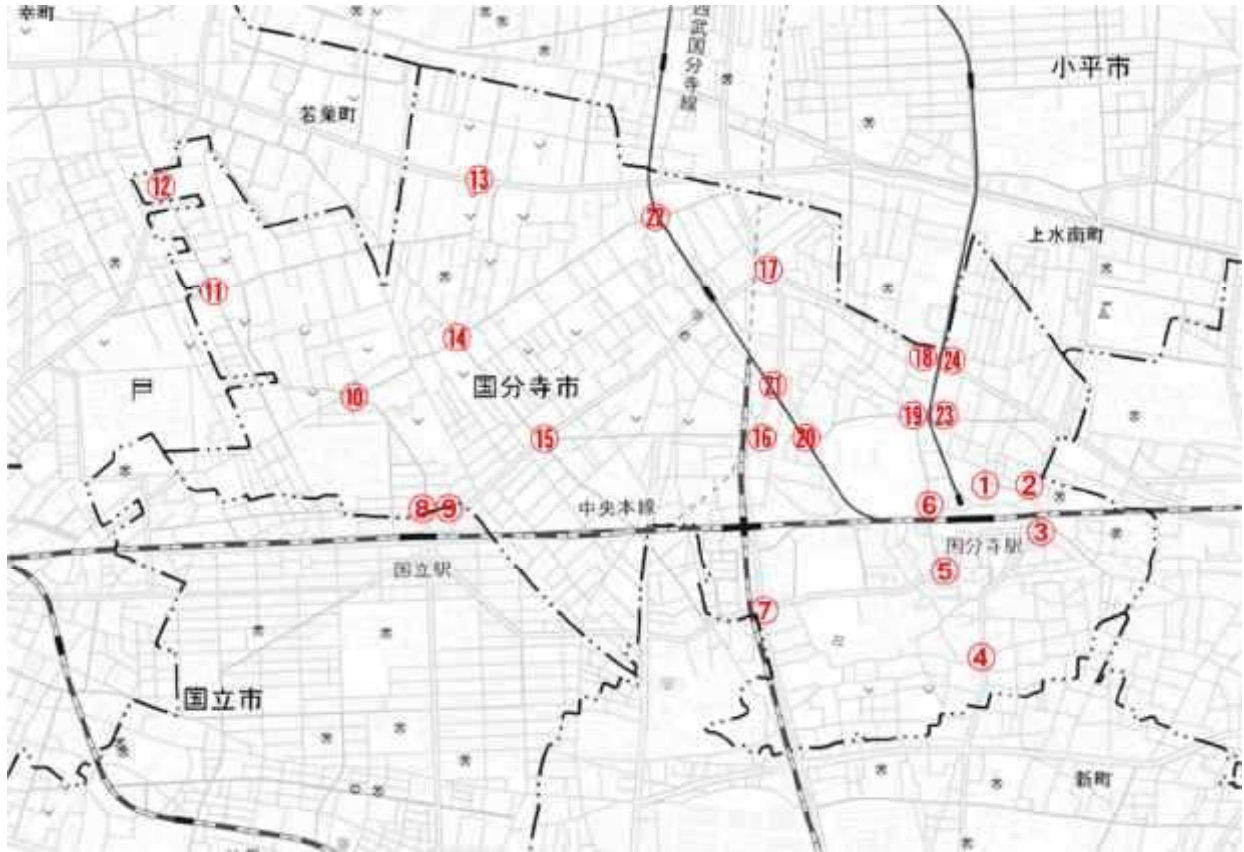 幸町
西武国分寺線
小平市
若葉町
⑬
⑫
㉒
上水南町
⑰
⑪
⑭
⑱
㉔
国分寺市
㉑
⑩
⑲
㉓
⑮
⑯
⑳
①
②
⑧
⑨
中央本線
⑥
③
国分寺駅
国立駅
⑤
⑦
④
国立市
新町